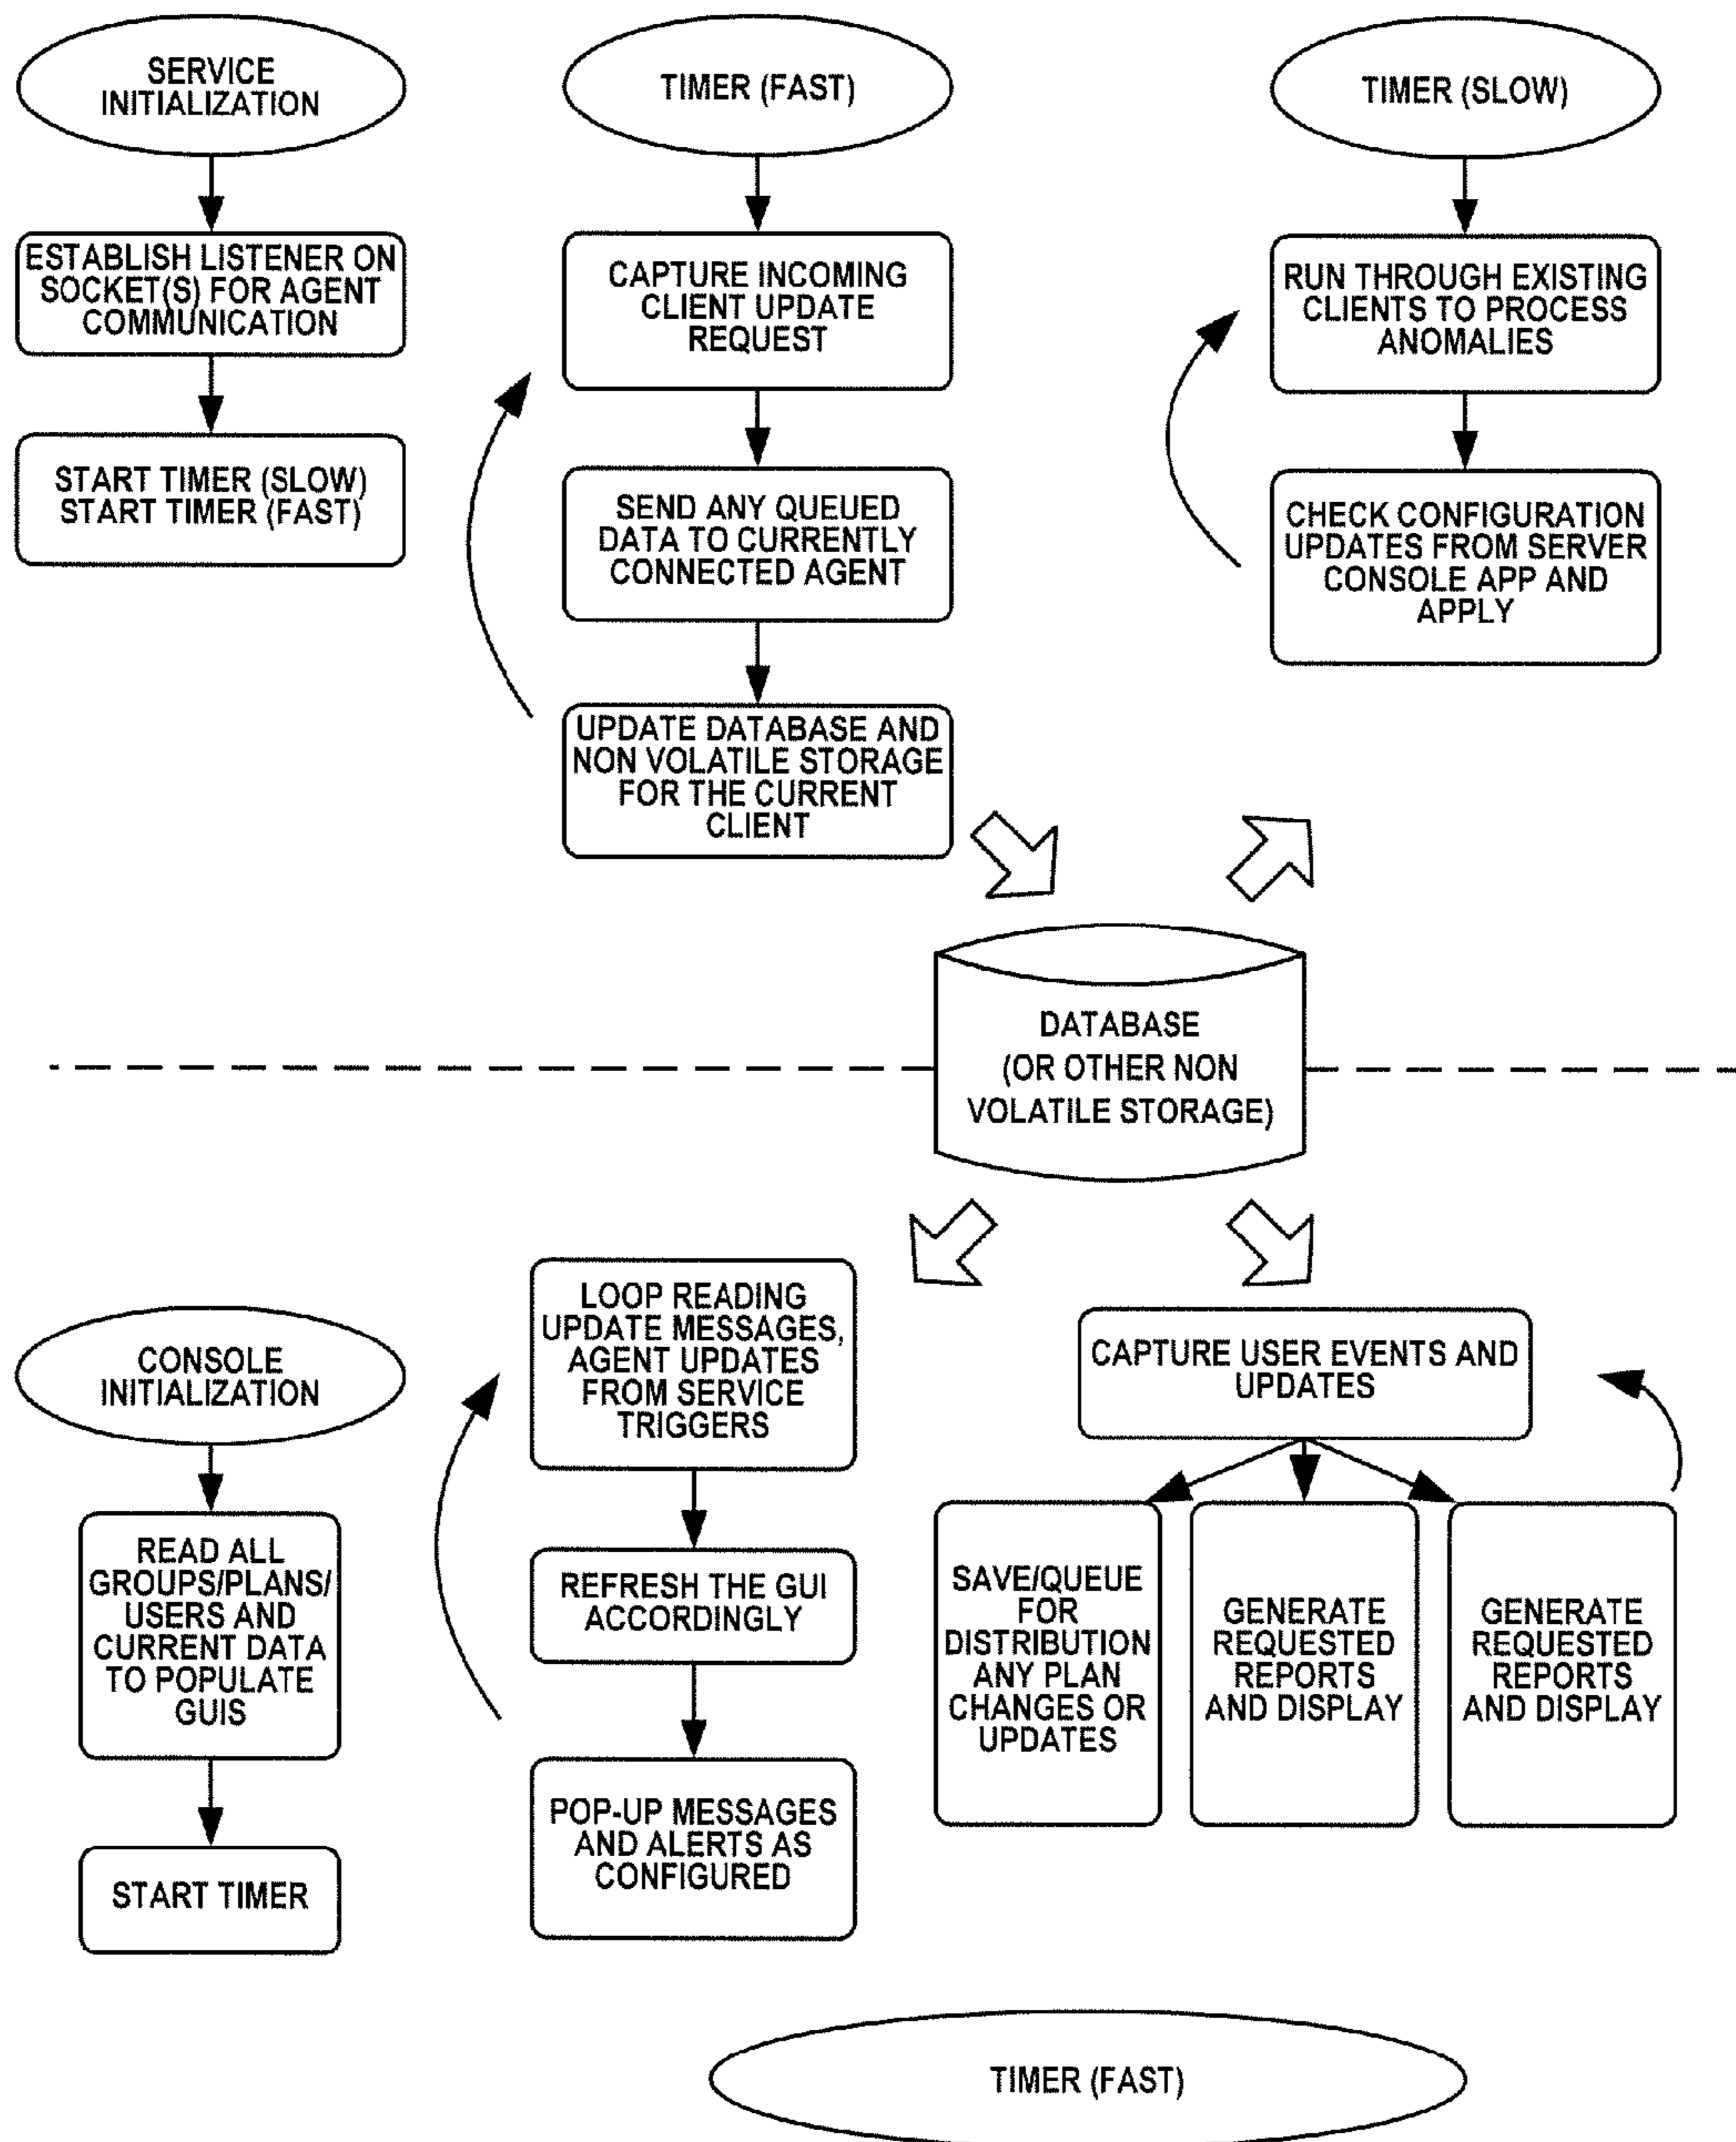 SERVICE
INITIALIZATION
ESTABLISH LISTENER ON
SOCKET(S) FOR AGENT
COMMUNICATION
START TIMER (SLOW)
START TIMER (FAST)
TIMER (FAST)
CAPTURE INCOMING
CLIENT UPDATE
REQUEST
SEND ANY QUEUED
DATA TO CURRENTLY
CONNECTED AGENT
UPDATE DATABASE AND
NON VOLATILE STORAGE
FOR THE CURRENT
CLIENT
TIMER (SLOW)
RUN THROUGH EXISTING
CLIENTS TO PROCESS
ANOMALIES
CHECK CONFIGURATION
UPDATES FROM SERVER
CONSOLE APP AND
APPLY
DATABASE
(OR OTHER NON
VOLATILE STORAGE)
CONSOLE
INITIALIZATION
READ ALL
GROUPS/PLANS/
USERS AND
CURRENT DATA
TO POPULATE
GUIS
START TIMER
LOOP READING
UPDATE MESSAGES,
AGENT UPDATES
FROM SERVICE
TRIGGERS
REFRESH THE GUI
ACCORDINGLY
POP-UP MESSAGES
AND ALERTS AS
CONFIGURED
CAPTURE USER EVENTS AND
UPDATES
SAVE/QUEUE
FOR
DISTRIBUTION
ANY PLAN
CHANGES OR
UPDATES
GENERATE
REQUESTED
REPORTS
AND DISPLAY
GENERATE
REQUESTED
REPORTS
AND DISPLAY
TIMER (FAST)